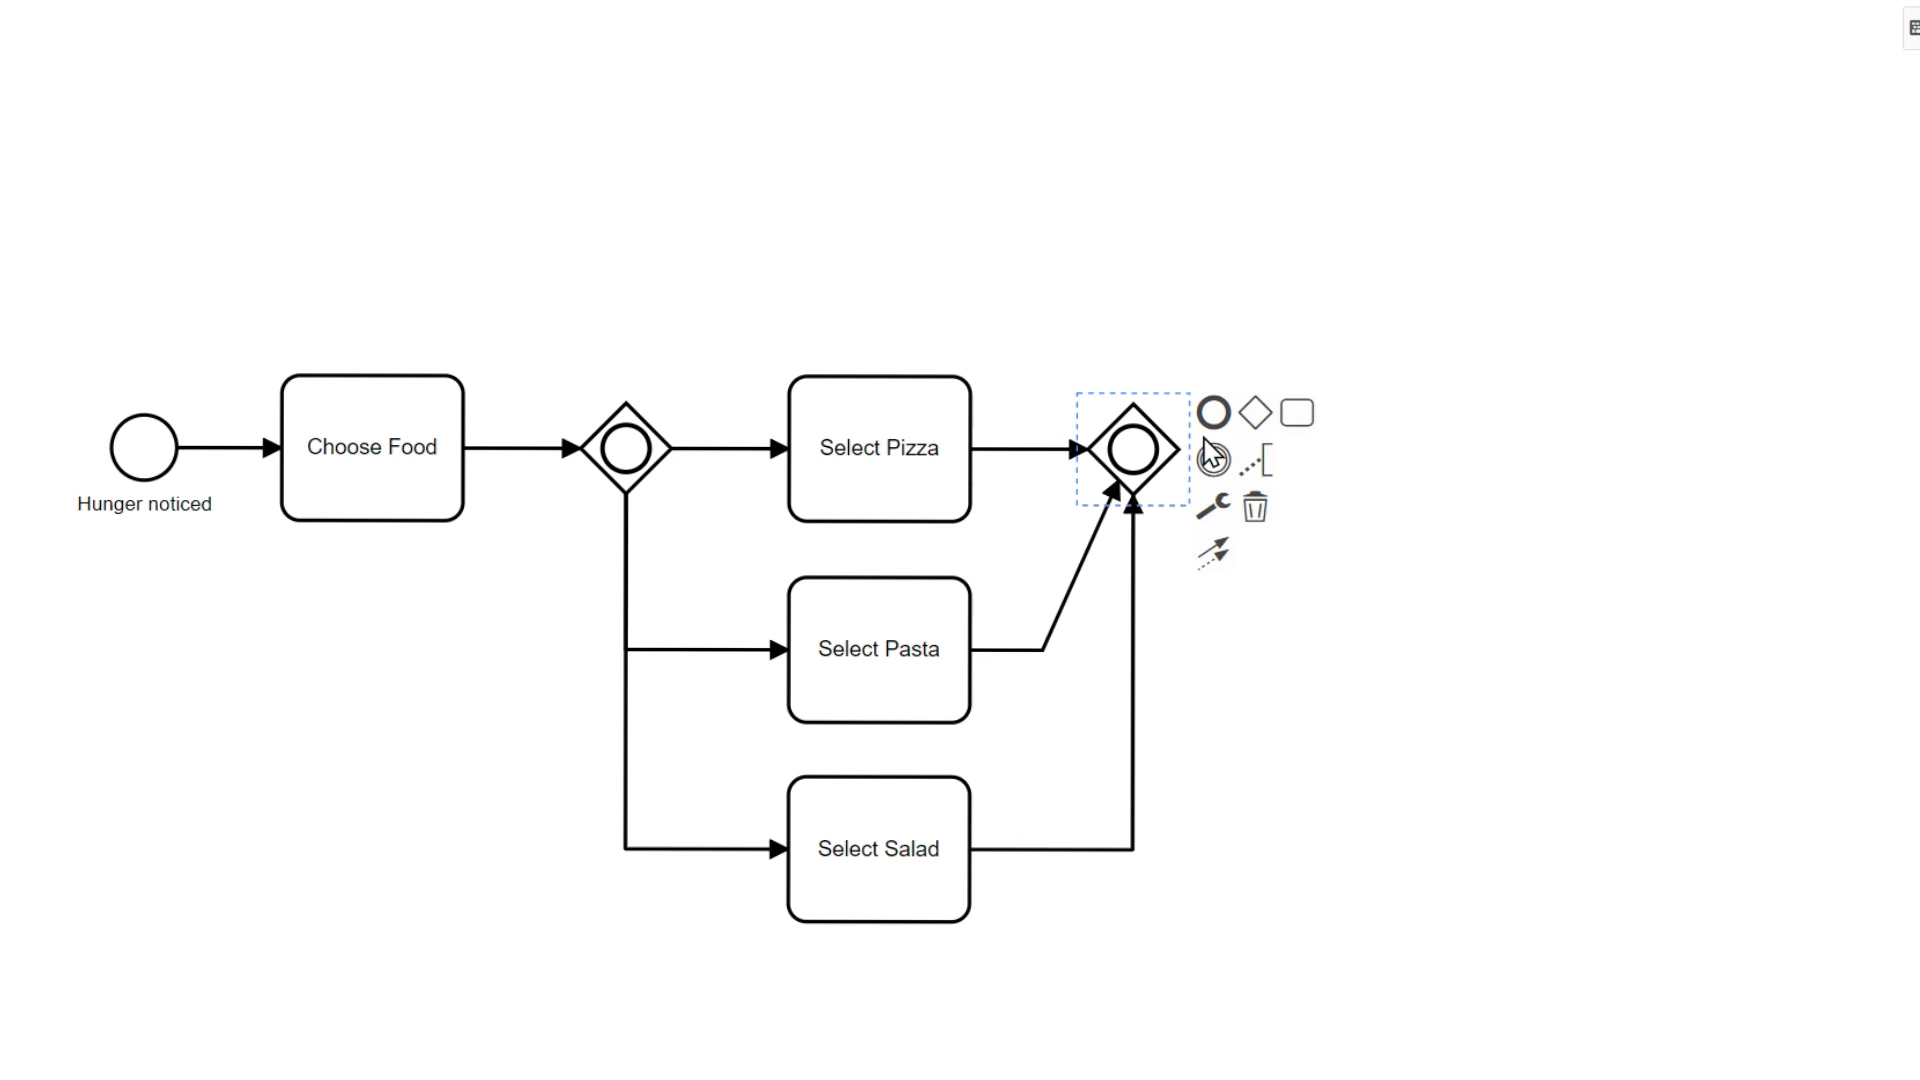 Hunger noticed
Choose Food
Select Pizza
Select Pasta
Select Salad